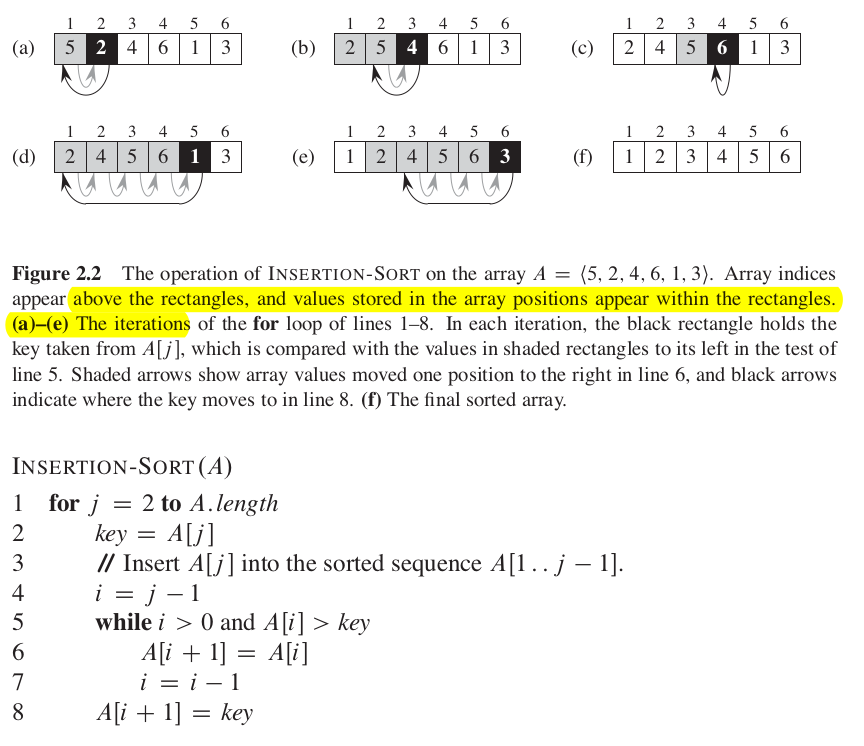 1 2 3 4 5 6 1 2 3 4 5 6 1 2 3 4 5 6
(a) 5 2 4 6 1 3 (b) 2 5 4 6 1 3 (c) 2 4 5 6 1 3
1 2 3 4 5 6 1 2 3 4 5 6 1 2 3 4 5 6
(d) 2 4 5 6 1 3 (e) 1 2 4 5 6 3 (f) 1 2 3 4 5 6
Figure 2.2 The operation of INSERTION-SORT on the array A = ⟨5, 2, 4, 6, 1, 3⟩. Array indices
appear above the rectangles, and values stored in the array positions appear within the rectangles.
(a)–(e) The iterations of the for loop of lines 1–8. In each iteration, the black rectangle holds the
key taken from A[j], which is compared with the values in shaded rectangles to its left in the test of
line 5. Shaded arrows show array values moved one position to the right in line 6, and black arrows
indicate where the key moves to in line 8. (f) The final sorted array.
INSERTION-SORT(A)
1 for j = 2 to A.length
2 key = A[j]
3 // Insert A[j] into the sorted sequence A[1..j − 1].
4 i = j − 1
5 while i > 0 and A[i] > key
6 A[i + 1] = A[i]
7 i = i − 1
8 A[i + 1] = key